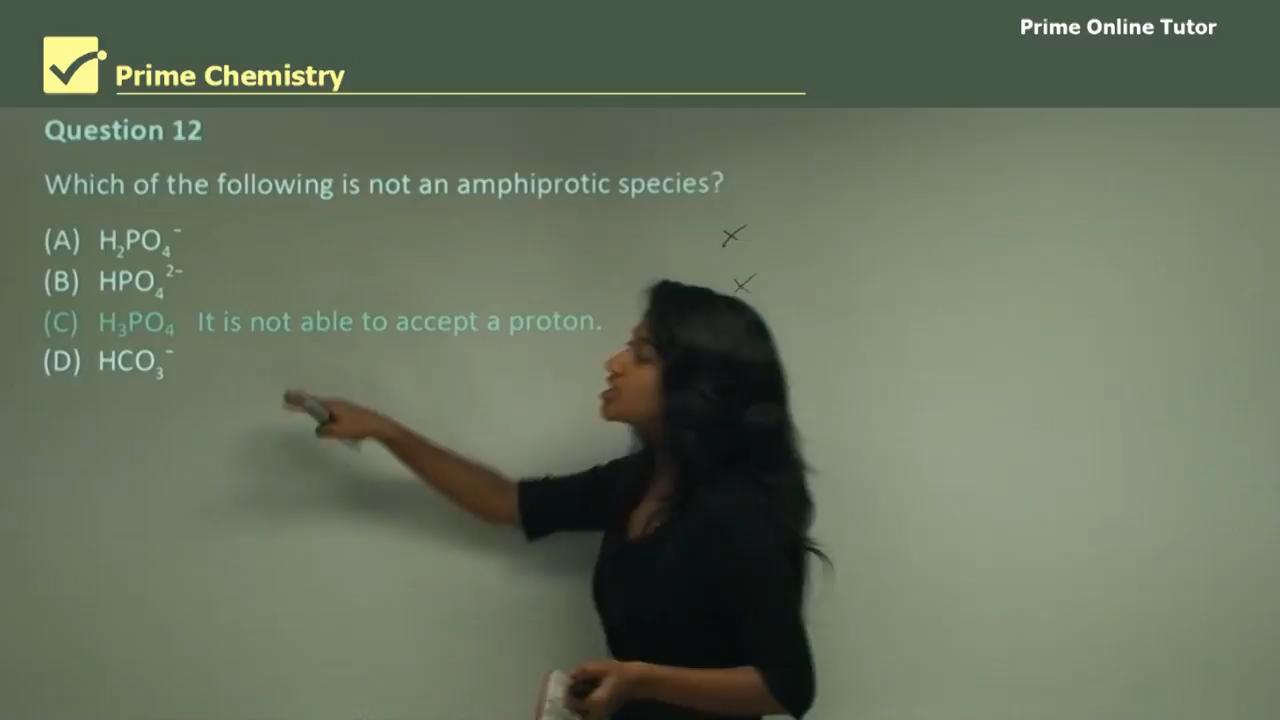 Prime Online Tutor
Prime Chemistry
Question 12
Which of the following is not an amphiprotic species?
(A) H₂PO₄⁻
(B) HPO₄²⁻
(C) H₃PO₄ It is not able to accept a proton.
(D) HCO₃⁻